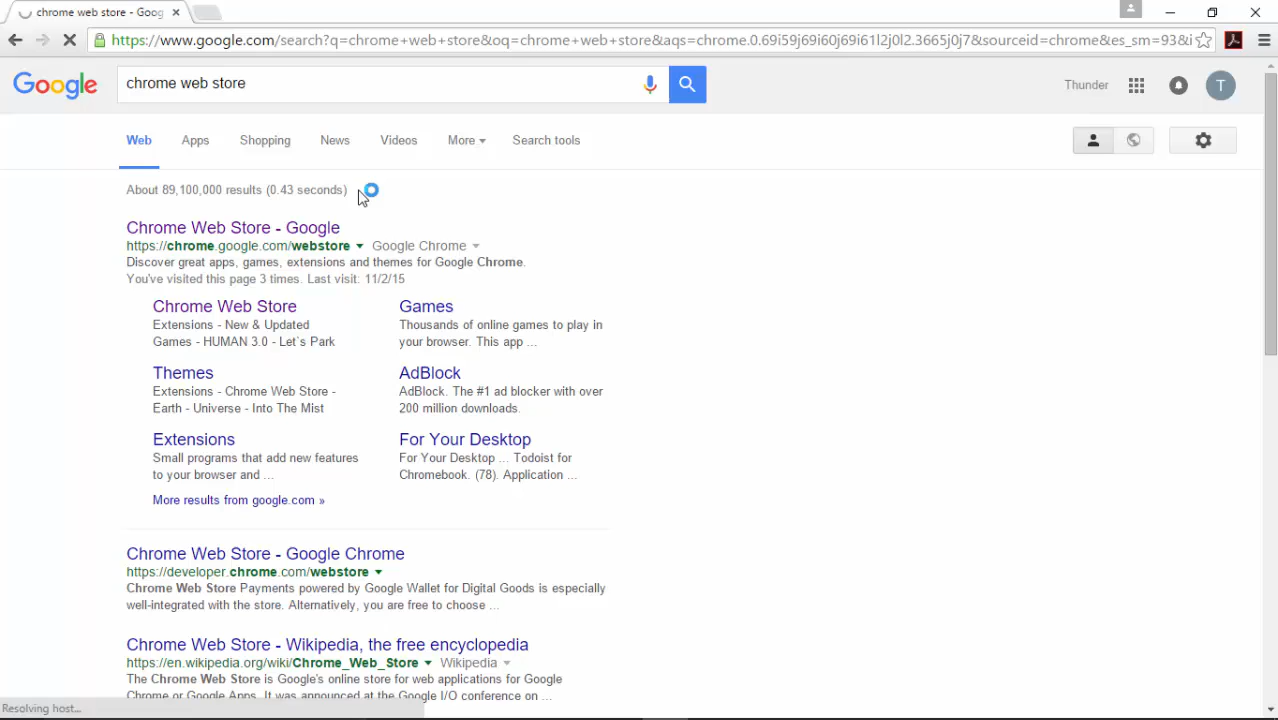 chrome web store - Goog
https://www.google.com/search?q=chrome+web+store&oq=chrome+web+store&aqs=chrome.0.69i59j69i60j69i61l2j0l2.3665j0j7&sourceid=chrome&es_sm=93&i
Google
chrome web store
Thunder
T
Web Apps Shopping News Videos More Search tools
About 89,100,000 results (0.43 seconds)
Chrome Web Store - Google
https://chrome.google.com/webstore Google Chrome
Discover great apps, games, extensions and themes for Google Chrome.
You've visited this page 3 times. Last visit: 11/2/15
Chrome Web Store
Extensions - New & Updated
Games - HUMAN 3.0 - Let`s Park
Games
Thousands of online games to play in
your browser. This app ...
Themes
Extensions - Chrome Web Store -
Earth - Universe - Into The Mist
AdBlock
AdBlock. The #1 ad blocker with over
200 million downloads.
Extensions
Small programs that add new features
to your browser and ...
For Your Desktop
For Your Desktop ... Todoist for
Chromebook. (78). Application ...
More results from google.com »
Chrome Web Store - Google Chrome
https://developer.chrome.com/webstore
Chrome Web Store Payments powered by Google Wallet for Digital Goods is especially
well-integrated with the store. Alternatively, you are free to choose ...
Chrome Web Store - Wikipedia, the free encyclopedia
https://en.wikipedia.org/wiki/Chrome_Web_Store Wikipedia
The Chrome Web Store is Google's online store for web applications for Google
Chrome or Google Apps. It was announced at the Google I/O conference on ...
Resolving host...